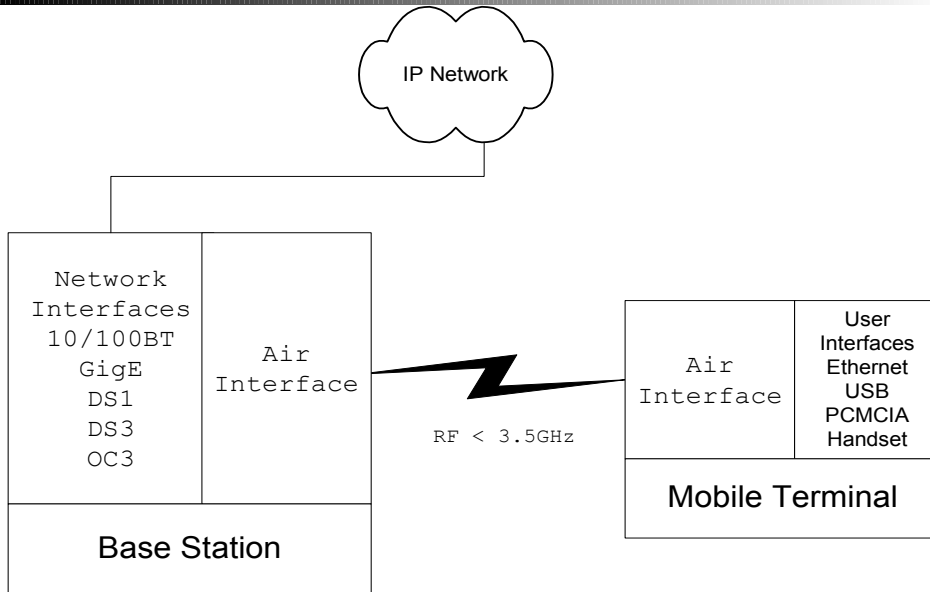 IP Network
Network
Interfaces
10/100BT
GigE
DS1
DS3
OC3
Air
Interface
RF < 3.5GHz
Air
Interface
User
Interfaces
Ethernet
USB
PCMCIA
Handset
Base Station
Mobile Terminal